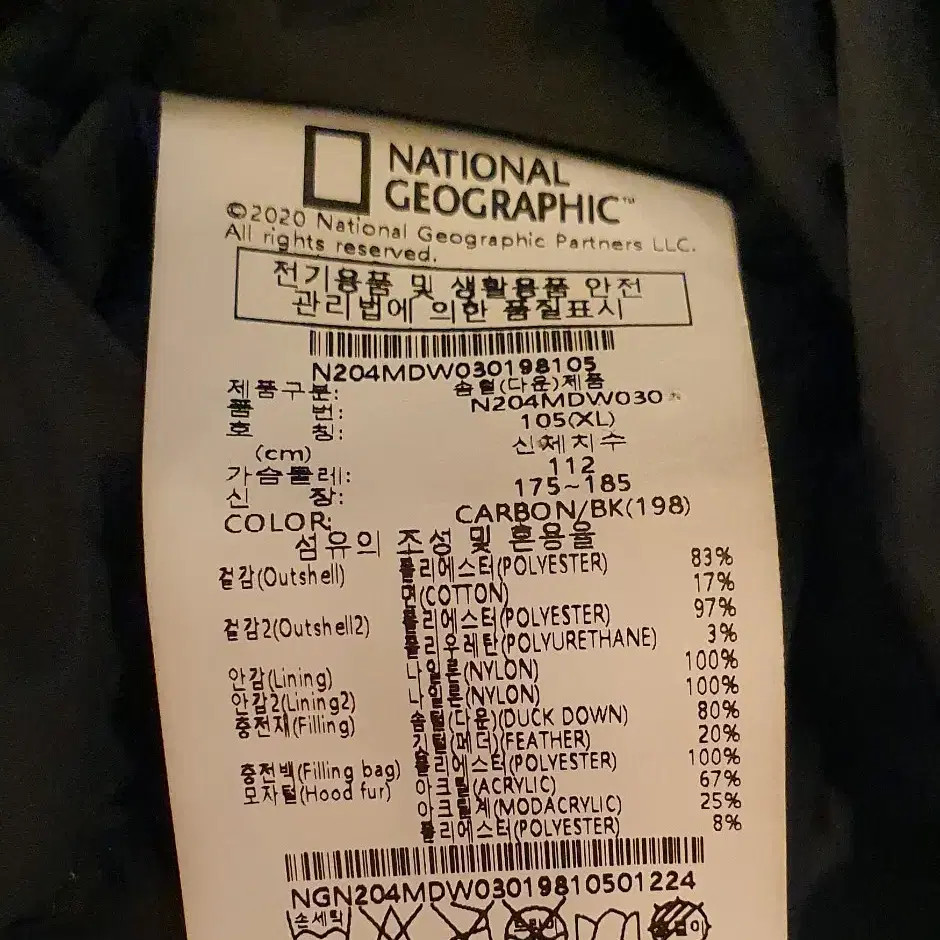 NATIONAL
GEOGRAPHIC™
©2020 National Geographic Partners LLC.
All rights reserved.
전기용품 및 생활용품 안전
관리법에 의한 품질표시
N204MDW030198105
제품구분: 솜털(다운)제품
품 번: N204MDW030
호 칭: 105(XL)
(cm) 신체치수
가슴둘레: 112
신 장: 175~185
COLOR: CARBON/BK(198)
섬유의 조성 및 혼용율
겉감(Outshell) 폴리에스터(POLYESTER) 83%
면(COTTON) 17%
겉감2(Outshell2) 폴리에스터(POLYESTER) 97%
폴리우레탄(POLYURETHANE) 3%
안감(Lining) 나일론(NYLON) 100%
안감2(Lining2) 나일론(NYLON) 100%
충전재(Filling) 솜털(다운)(DUCK DOWN) 80%
깃털(페더)(FEATHER) 20%
충전백(Filling bag) 폴리에스터(POLYESTER) 100%
모자털(Hood fur) 아크릴(ACRYLIC) 67%
아크릴계(MODACRYLIC) 25%
폴리에스터(POLYESTER) 8%
NGN204MDW03019810501224
손세탁 드라이